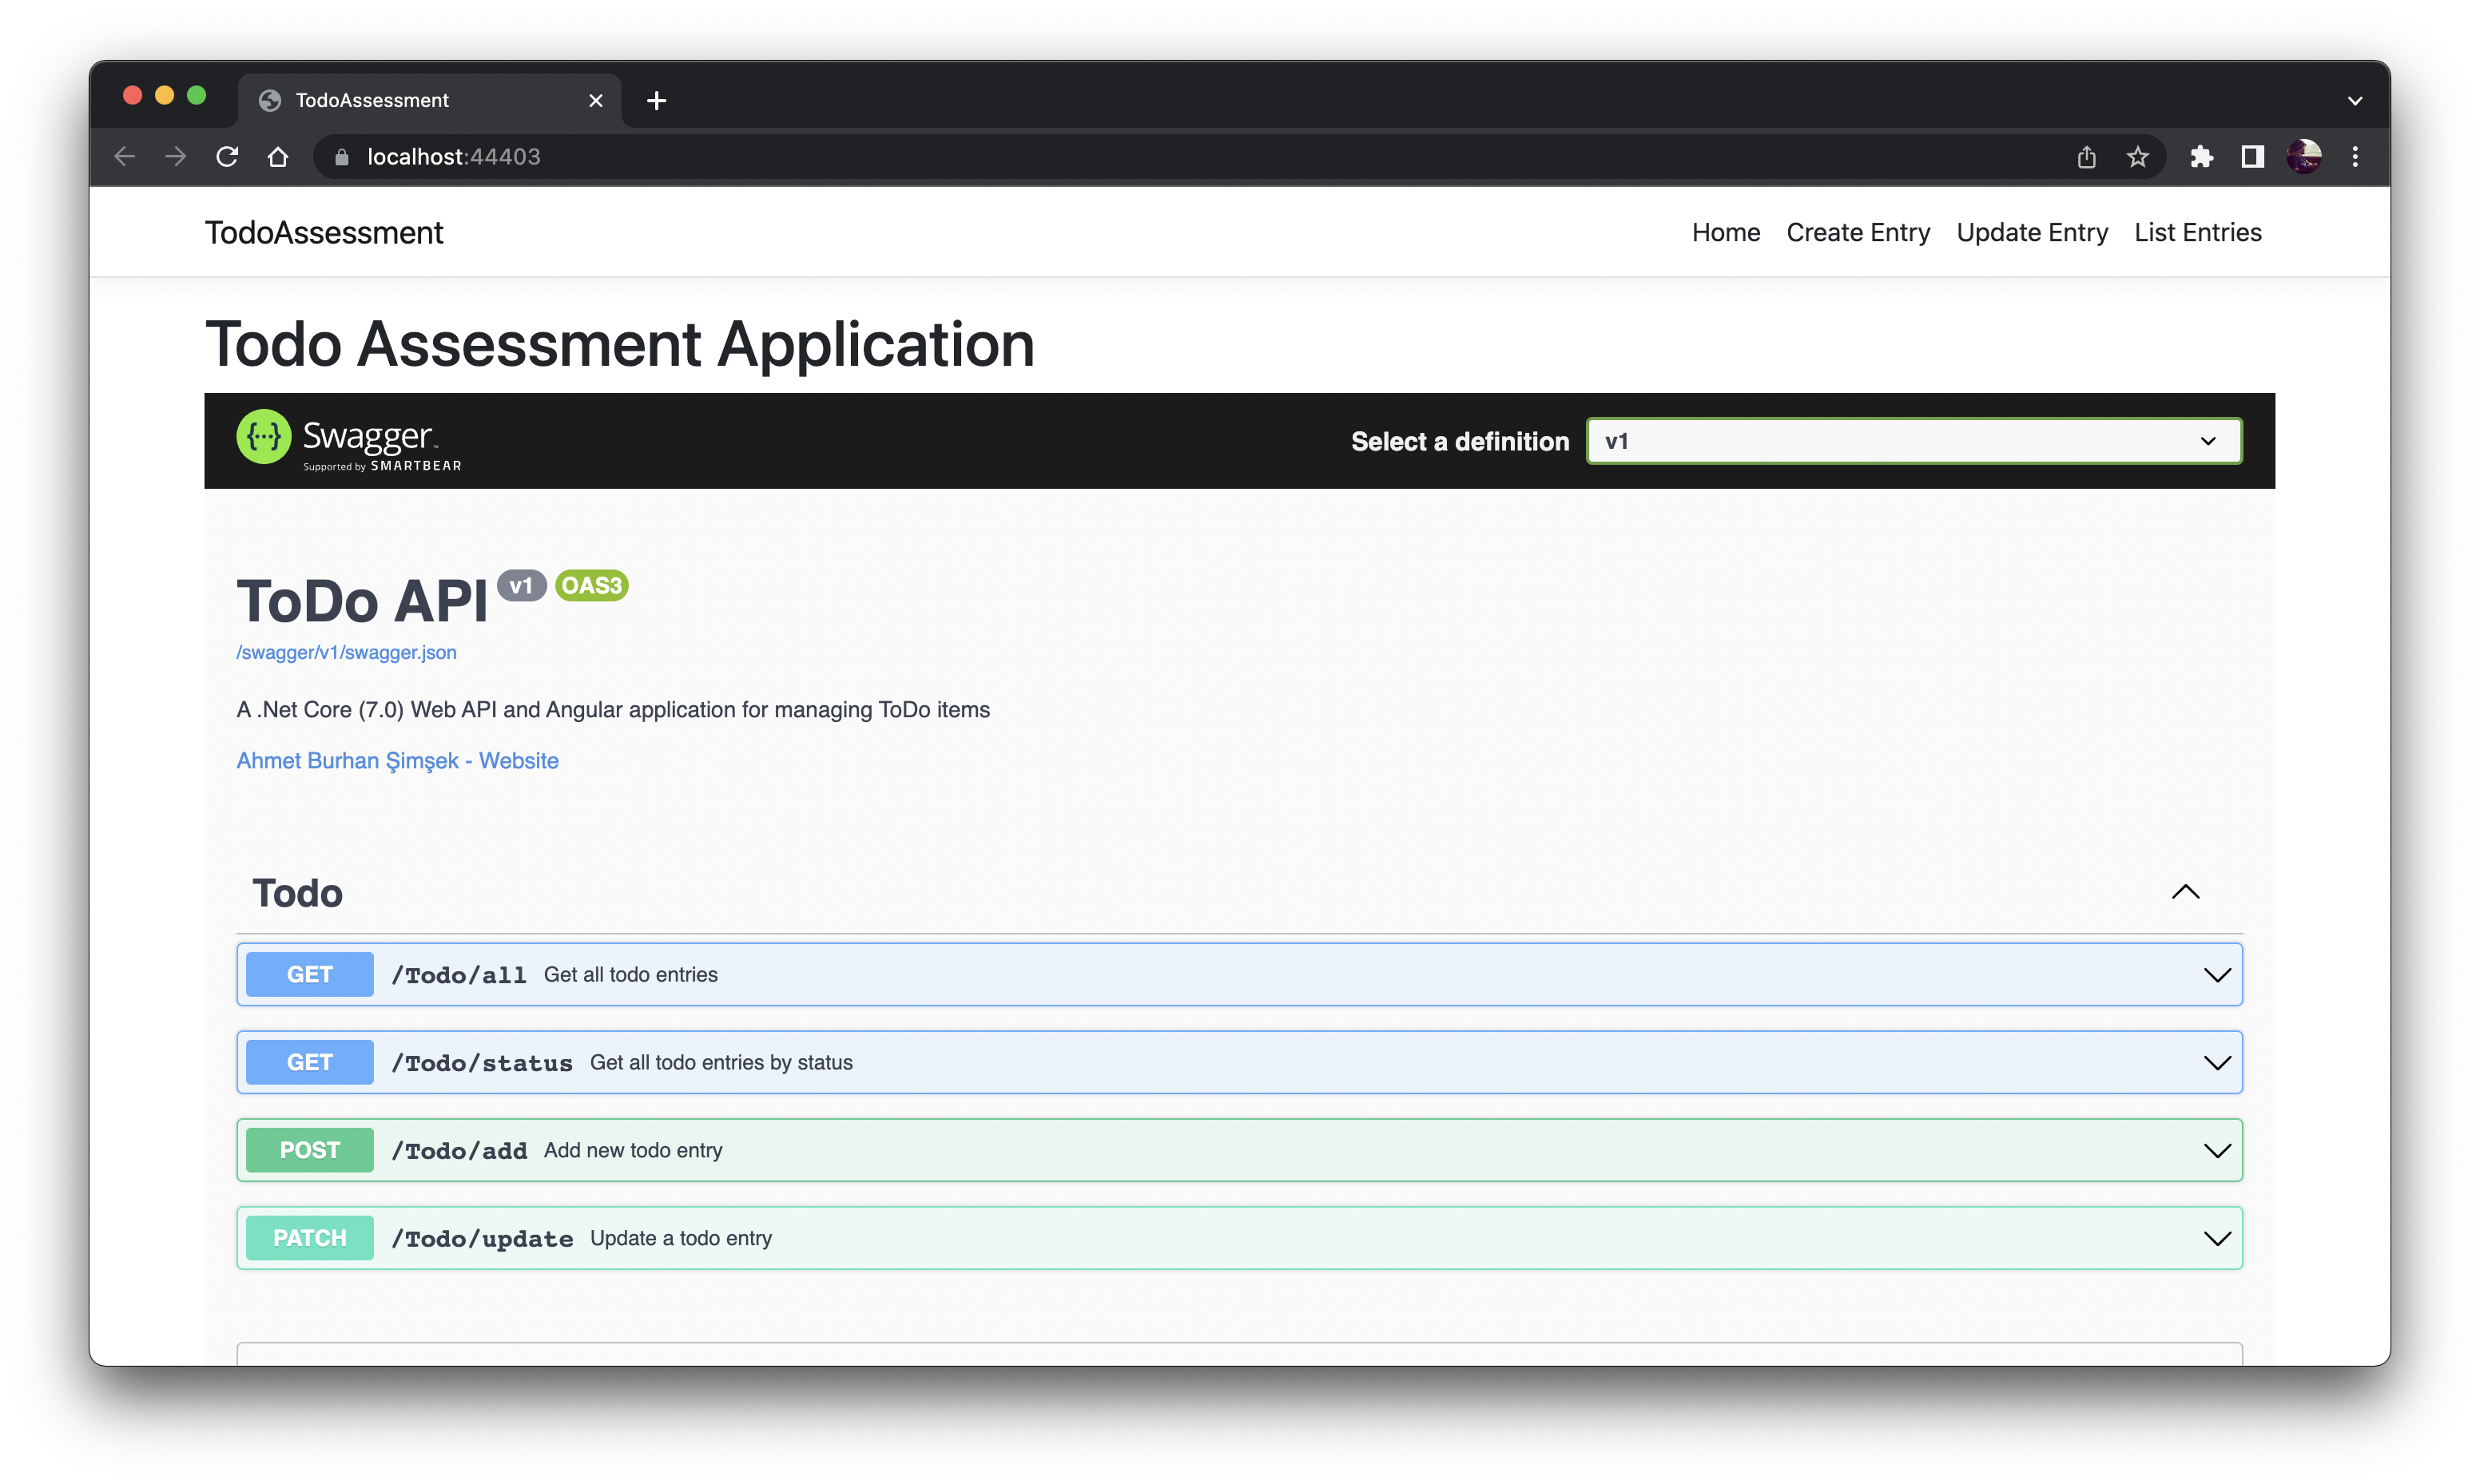 TodoAssessment
localhost:44403
TodoAssessment
Home Create Entry Update Entry List Entries
Todo Assessment Application
{···} Swagger™
Supported by SMARTBEAR
Select a definition v1
ToDo API v1 OAS3
/swagger/v1/swagger.json
A .Net Core (7.0) Web API and Angular application for managing ToDo items
Ahmet Burhan Şimşek - Website
Todo
GET /Todo/all Get all todo entries
GET /Todo/status Get all todo entries by status
POST /Todo/add Add new todo entry
PATCH /Todo/update Update a todo entry